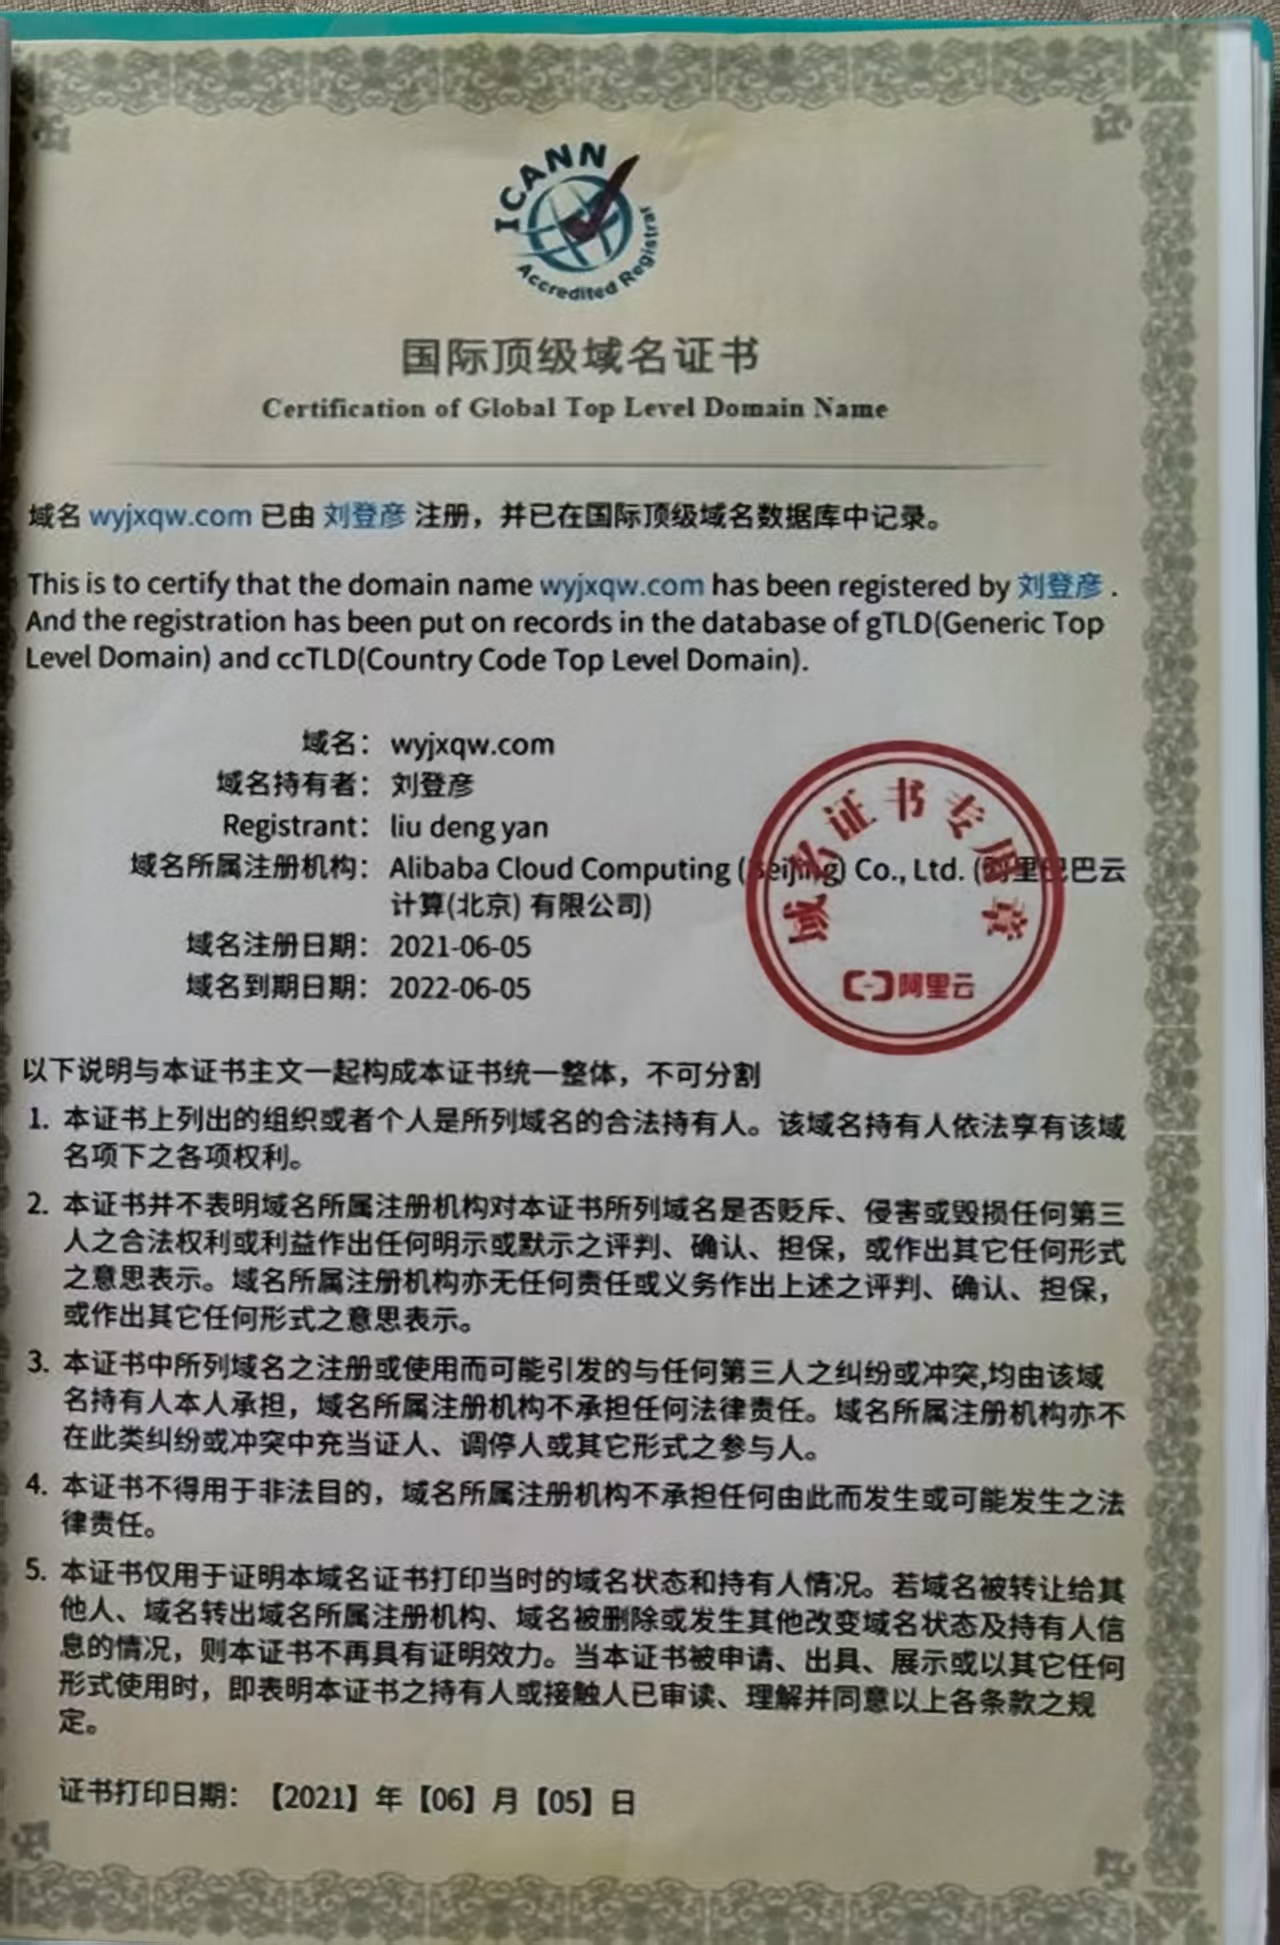 ICANN
Accredited Registrar
国际顶级域名证书
Certification of Global Top Level Domain Name
域名 wyjxqw.com 已由 刘登彦 注册，并已在国际顶级域名数据库中记录。
This is to certify that the domain name wyjxqw.com has been registered by 刘登彦 .
And the registration has been put on records in the database of gTLD(Generic Top
Level Domain) and ccTLD(Country Code Top Level Domain).
域名： wyjxqw.com
域名持有者： 刘登彦
Registrant： liu deng yan
域名所属注册机构： Alibaba Cloud Computing (Beijing) Co., Ltd. (阿里巴巴云
计算(北京) 有限公司)
域名注册日期： 2021-06-05
域名到期日期： 2022-06-05
域名证书专用章
阿里云
以下说明与本证书主文一起构成本证书统一整体，不可分割
1. 本证书上列出的组织或者个人是所列域名的合法持有人。该域名持有人依法享有该域
名项下之各项权利。
2. 本证书并不表明域名所属注册机构对本证书所列域名是否贬斥、侵害或毁损任何第三
人之合法权利或利益作出任何明示或默示之评判、确认、担保，或作出其它任何形式
之意思表示。域名所属注册机构亦无任何责任或义务作出上述之评判、确认、担保，
或作出其它任何形式之意思表示。
3. 本证书中所列域名之注册或使用而可能引发的与任何第三人之纠纷或冲突,均由该域
名持有人本人承担，域名所属注册机构不承担任何法律责任。域名所属注册机构亦不
在此类纠纷或冲突中充当证人、调停人或其它形式之参与人。
4. 本证书不得用于非法目的，域名所属注册机构不承担任何由此而发生或可能发生之法
律责任。
5. 本证书仅用于证明本域名证书打印当时的域名状态和持有人情况。若域名被转让给其
他人、域名转出域名所属注册机构、域名被删除或发生其他改变域名状态及持有人信
息的情况，则本证书不再具有证明效力。当本证书被申请、出具、展示或以其它任何
形式使用时，即表明本证书之持有人或接触人已审读、理解并同意以上各条款之规
定。
证书打印日期：【2021】年【06】月【05】日